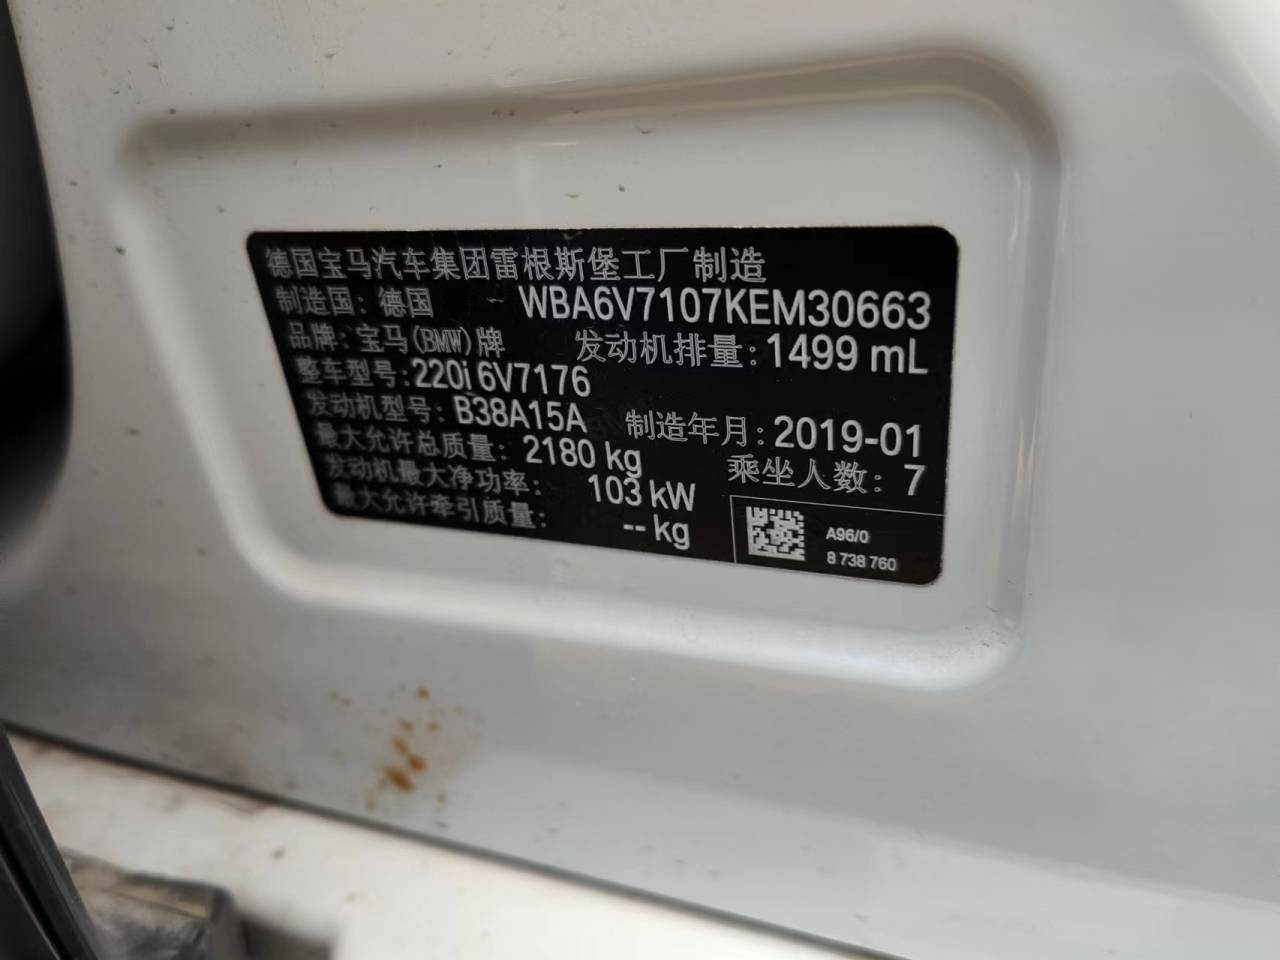 德国宝马汽车集团雷根斯堡工厂制造
制造国：德国 WBA6V7107KEM30663
品牌：宝马(BMW)牌 发动机排量：1499 mL
整车型号：220i 6V7176
发动机型号：B38A15A 制造年月：2019-01
最大允许总质量：2180 kg 乘坐人数：7
发动机最大净功率：103 kW
最大允许牵引质量：-- kg
A96/0
8 738 760